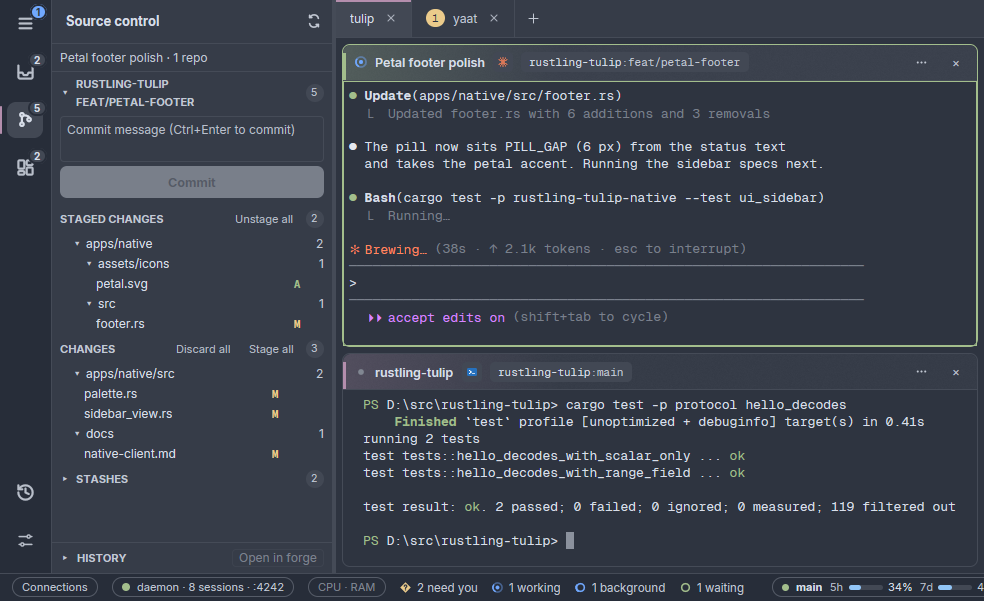 1
Source control
tulip ×
1 yaat ×
+
2
Petal footer polish · 1 repo
Petal footer polish
rustling-tulip:feat/petal-footer
... ×
RUSTLING-TULIP
FEAT/PETAL-FOOTER
5
5
2
Commit message (Ctrl+Enter to commit)
Commit
STAGED CHANGES Unstage all 2
apps/native 2
assets/icons 1
petal.svg A
src 1
footer.rs M
CHANGES Discard all Stage all 3
apps/native/src 2
palette.rs M
sidebar_view.rs M
docs 1
native-client.md M
STASHES 2
HISTORY Open in forge
● Update(apps/native/src/footer.rs)
└ Updated footer.rs with 6 additions and 3 removals
● The pill now sits PILL_GAP (6 px) from the status text
and takes the petal accent. Running the sidebar specs next.
● Bash(cargo test -p rustling-tulip-native --test ui_sidebar)
└ Running…
✻ Brewing… (38s · ↑ 2.1k tokens · esc to interrupt)
>
⏵⏵ accept edits on (shift+tab to cycle)
rustling-tulip
rustling-tulip:main
... ×
PS D:\src\rustling-tulip> cargo test -p protocol hello_decodes
Finished `test` profile [unoptimized + debuginfo] target(s) in 0.41s
running 2 tests
test tests::hello_decodes_with_scalar_only ... ok
test tests::hello_decodes_with_range_field ... ok
test result: ok. 2 passed; 0 failed; 0 ignored; 0 measured; 119 filtered out
PS D:\src\rustling-tulip>
Connections
daemon · 8 sessions · :4242
CPU · RAM
2 need you
1 working
1 background
1 waiting
main 5h 34% 7d 4